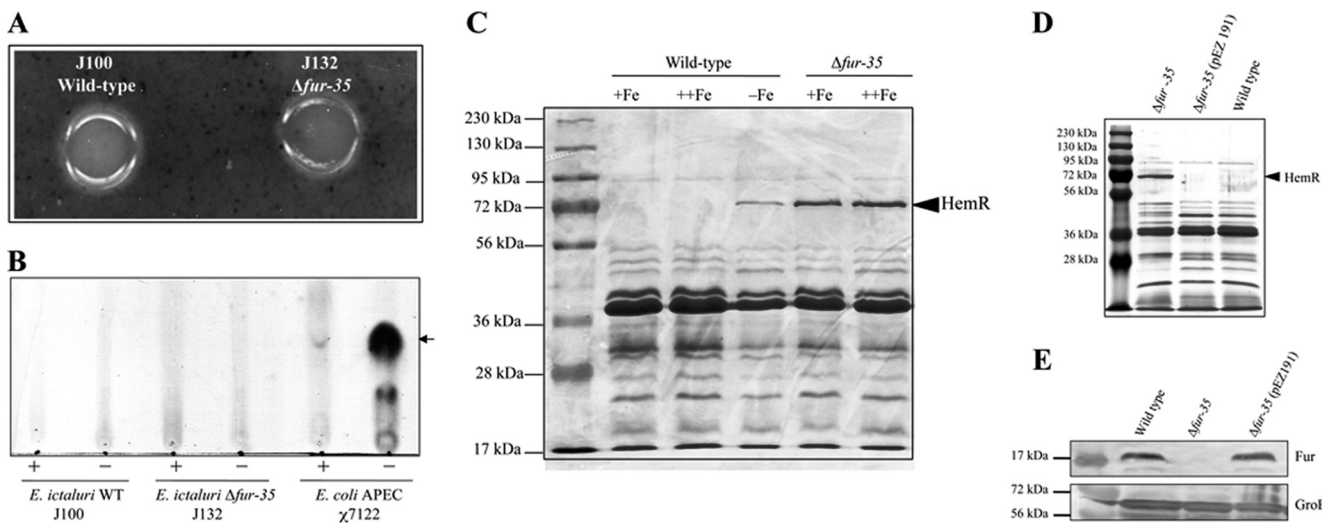 A
J100
Wild-type
J132
Δfur-35
B
+ − + − + −
E. ictaluri WT
J100
E. ictaluri Δfur-35
J132
E. coli APEC
χ7122
C
Wild-type
Δfur-35
+Fe ++Fe −Fe +Fe ++Fe
230 kDa
130 kDa
95 kDa
72 kDa
56 kDa
36 kDa
28 kDa
17 kDa
HemR
D
Δfur -35
Δfur-35 (pEZ 191)
Wild type
230 kDa
130 kDa
95 kDa
72 kDa
56 kDa
36 kDa
28 kDa
HemR
E
Wild type
Δfur-35
Δfur-35 (pEZ191)
17 kDa
Fur
72 kDa
56 kDa